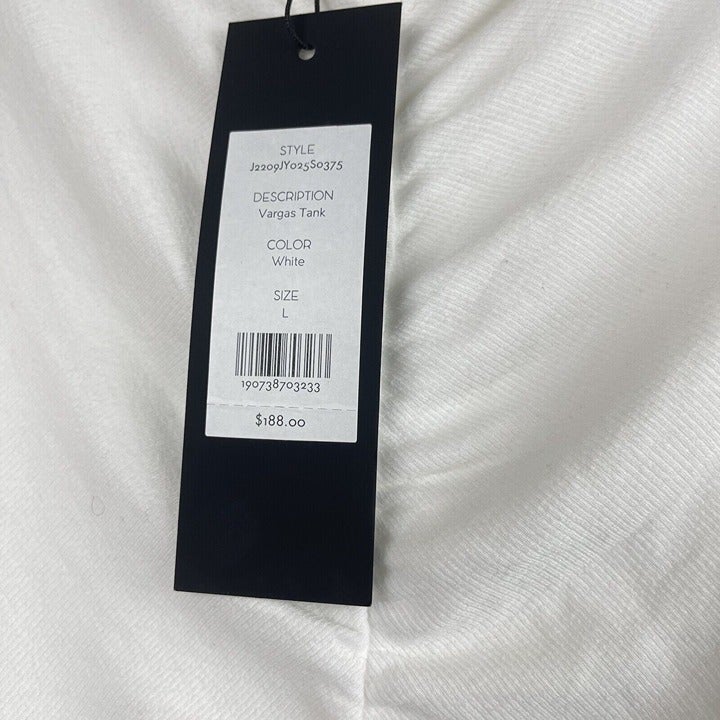 STYLE
J2209JY025S0375
DESCRIPTION
Vargas Tank
COLOR
White
SIZE
L
190738703233
$188.00